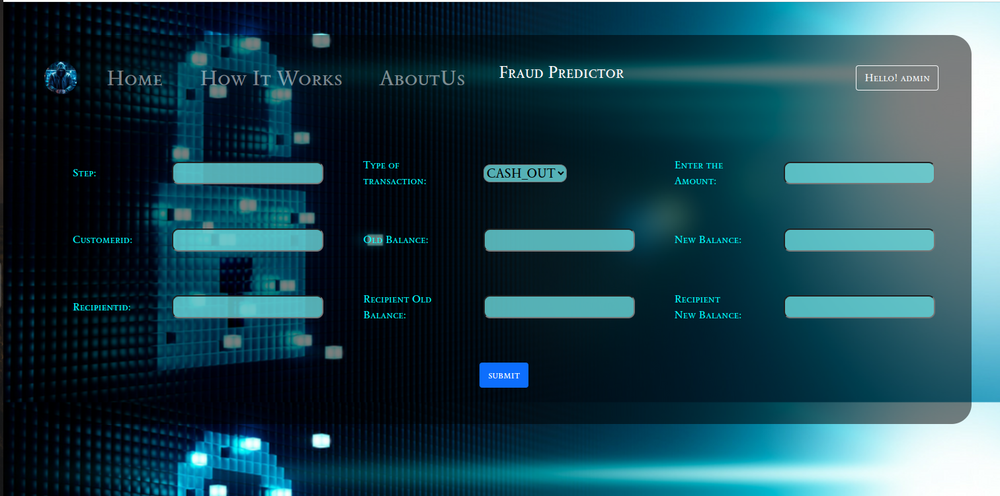 Home How It Works AboutUs Fraud Predictor Hello! admin
Step:
Type of
transaction:
CASH_OUT
Enter the
Amount:
Customerid:
Old Balance:
New Balance:
Recipientid:
Recipient Old
Balance:
Recipient
New Balance:
submit